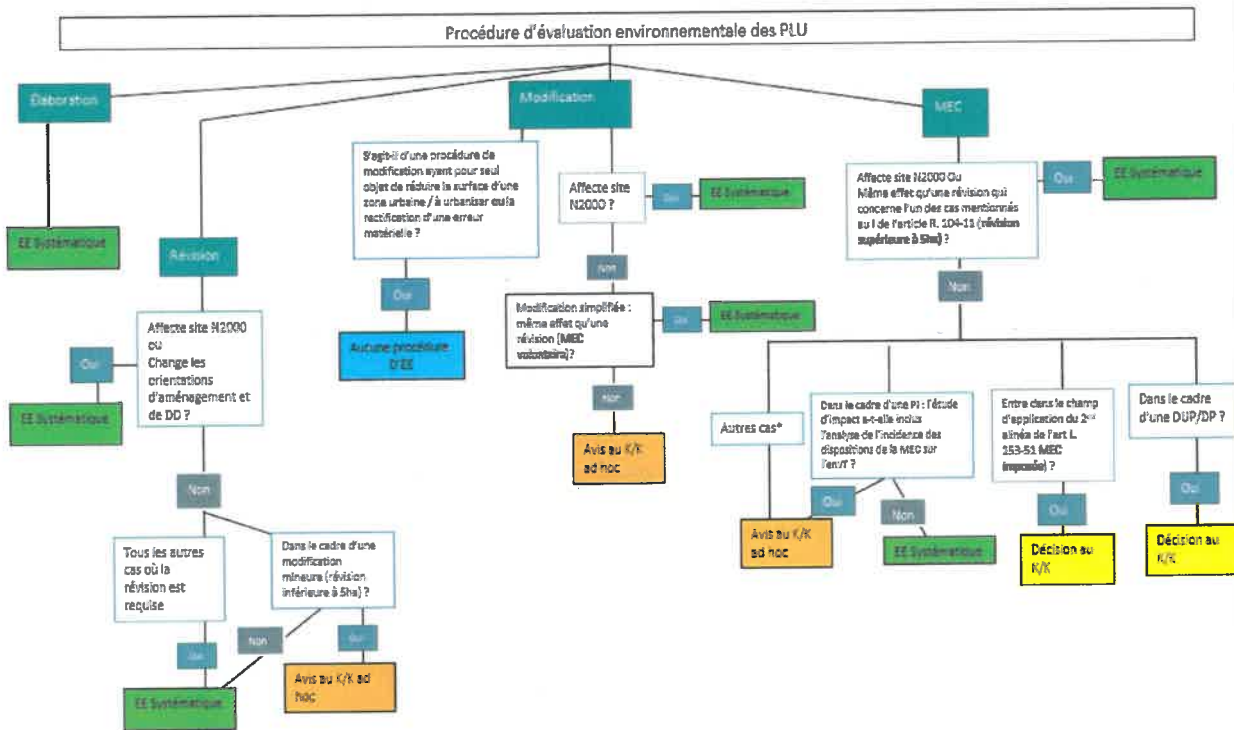 Procédure d'évaluation environnementale des PLU
Élaboration
EE Systématique
Révision
Affecte site N2000
ou
Change les
orientations
d'aménagement et
de DD ?
Oui
EE Systématique
Non
Tous les autres
cas où la
révision est
requise
Oui
EE Systématique
Dans le cadre d'une
modification
mineure (révision
inférieure à 5ha) ?
Non
Oui
Avis au K/K ad
hoc
Modification
S'agit-il d'une procédure de
modification ayant pour seul
objet de réduire la surface d'une
zone urbaine / à urbaniser ou la
rectification d'une erreur
matérielle ?
Oui
Aucune procédure
D'EE
Affecte site
N2000 ?
Oui
EE Systématique
Non
Modification simplifiée :
même effet qu'une
révision (MEC
volontaire)?
Oui
EE Systématique
Non
Avis au K/K
ad hoc
MEC
Affecte site N2000 Ou
Même effet qu'une révision qui
concerne l'un des cas mentionnés
au I de l'article R. 104-11 (révision
supérieure à 5ha) ?
Oui
EE Systématique
Non
Autres cas*
Avis au K/K
ad hoc
Dans le cadre d'une PI : l'étude
d'impact a-t-elle inclus
l'analyse de l'incidence des
dispositions de la MEC sur
l'envT ?
Oui
Non
EE Systématique
Entre dans le champ
d'application du 2nd
alinéa de l'art L
153-51 MEC
imposée) ?
Oui
Décision au
K/K
Dans le cadre
d'une DUP/DP ?
Oui
Décision au
K/K